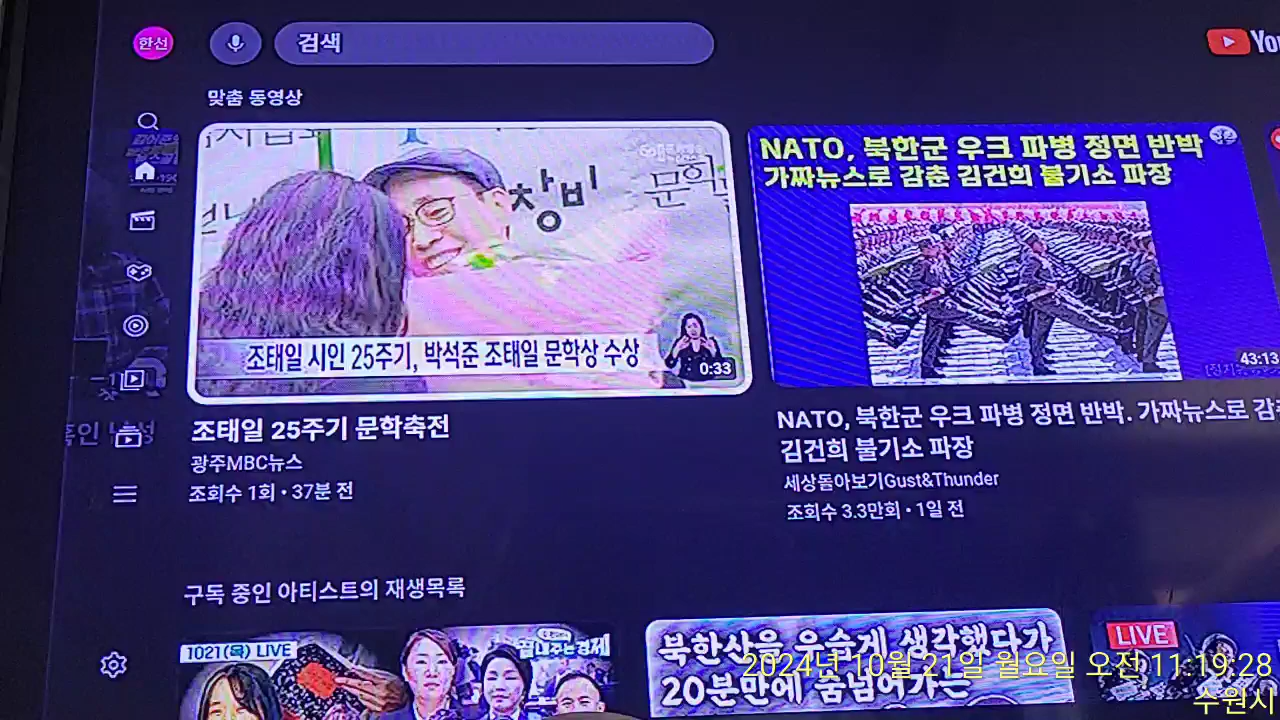 한선
검색
You
맞춤 동영상
창비
조태일 시인 25주기, 박석준 조태일 문학상 수상
0:33
조태일 25주기 문학축전
광주MBC뉴스
조회수 1회 • 37분 전
NATO, 북한군 우크 파병 정면 반박
가짜뉴스로 감춘 김건희 불기소 파장
43:13
NATO, 북한군 우크 파병 정면 반박. 가짜뉴스로
김건희 불기소 파장
세상돋아보기Gust&Thunder
조회수 3.3만회 • 1일 전
구독 중인 아티스트의 재생목록
LIVE
북한산을 우습게 생각했다가
20분만에 숨넘어가는
LIVE
2024년 10월 21일 월요일 오전 11:19:28
수원시